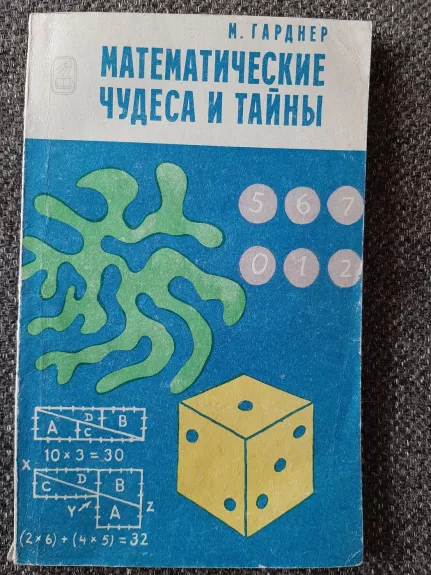 М. ГАРДНЕР
МАТЕМАТИЧЕСКИЕ
ЧУДЕСА И ТАЙНЫ
5 6 7
0 1 2
A D C B
10 × 3 = 30
X
C D B
Y A Z
(2 × 6) + (4 × 5) = 32